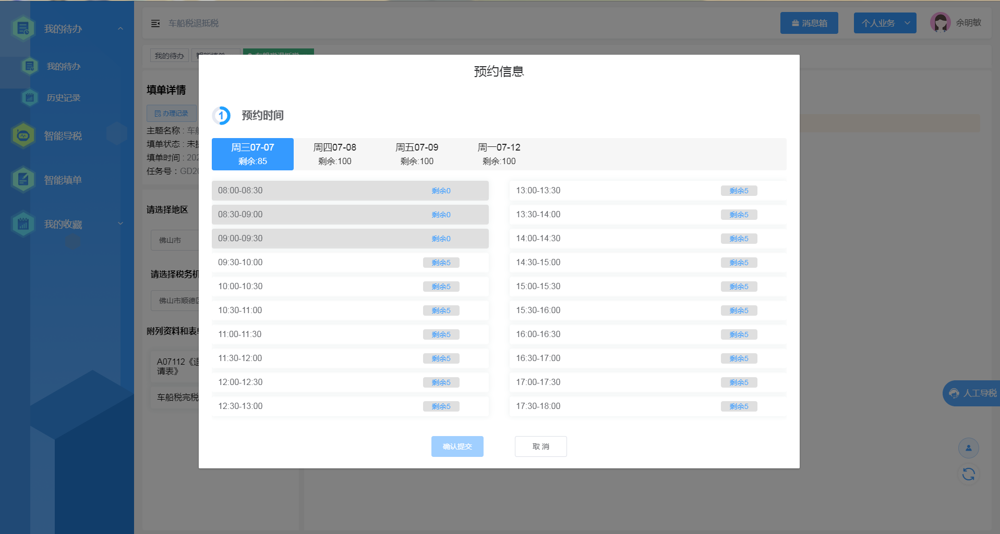 我的待办
我的待办
历史记录
智能导税
智能填单
我的收藏
车船税退抵税
消息箱
个人业务
余明敏
我的待办
填单详情
办理记录
主题名称 : 车船
填单状态 : 未提
填单时间 : 202
任务号 : GD20
请选择地区
佛山市
请选择税务机
佛山市顺德区
附列资料和表单
A07112《退
请表》
车船税完税
预约信息
1 预约时间
周三07-07
剩余:85
周四07-08
剩余:100
周五07-09
剩余:100
周一07-12
剩余:100
08:00-08:30 剩余0
08:30-09:00 剩余0
09:00-09:30 剩余0
09:30-10:00 剩余5
10:00-10:30 剩余5
10:30-11:00 剩余5
11:00-11:30 剩余5
11:30-12:00 剩余5
12:00-12:30 剩余5
12:30-13:00 剩余5
13:00-13:30 剩余5
13:30-14:00 剩余5
14:00-14:30 剩余5
14:30-15:00 剩余5
15:00-15:30 剩余5
15:30-16:00 剩余5
16:00-16:30 剩余5
16:30-17:00 剩余5
17:00-17:30 剩余5
17:30-18:00 剩余5
确认提交
取 消
人工导税